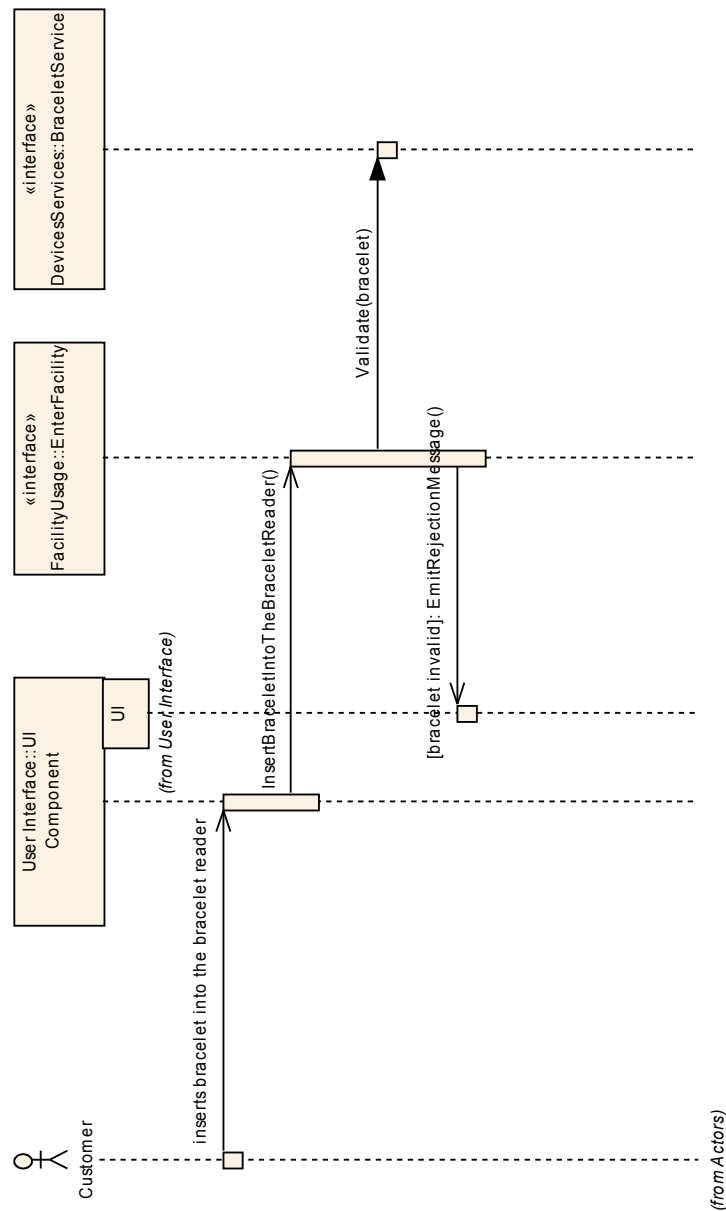 Customer
(from Actors)
User Interface::UI
Component
UI
(from User Interface)
«interface»
FacilityUsage::EnterFacility
«interface»
DevicesServices::BraceletService
inserts bracelet into the bracelet reader
InsertBraceletIntoTheBraceletReader()
Validate(bracelet)
[bracelet invalid]: EmitRejectionMessage()